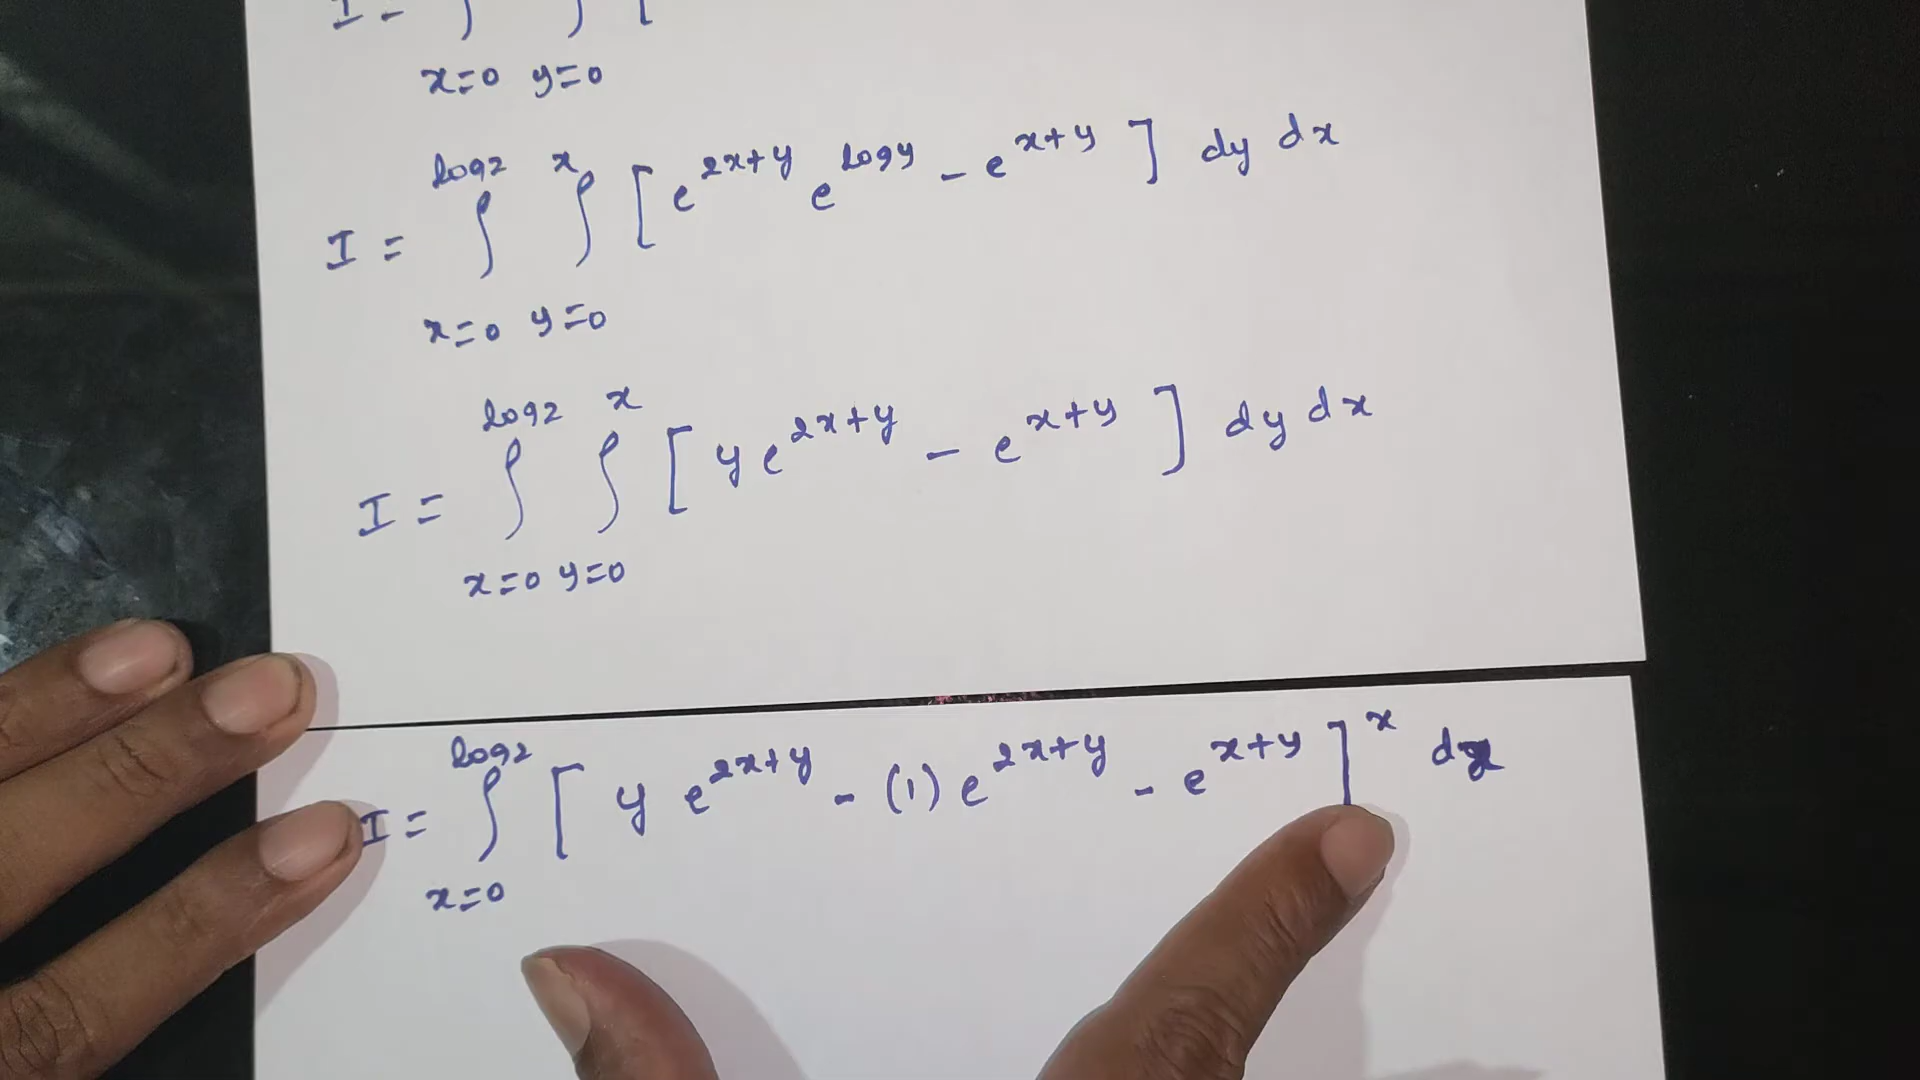 I = ∫ ∫ [
x=0 y=0
I = ∫_{x=0}^{log2} ∫_{y=0}^{x} [ e^{2x+y} e^{logy} - e^{x+y} ] dy dx
I = ∫_{x=0}^{log2} ∫_{y=0}^{x} [ y e^{2x+y} - e^{x+y} ] dy dx
I = ∫_{x=0}^{log2} [ y e^{2x+y} - (1) e^{2x+y} - e^{x+y} ]^{x} dx